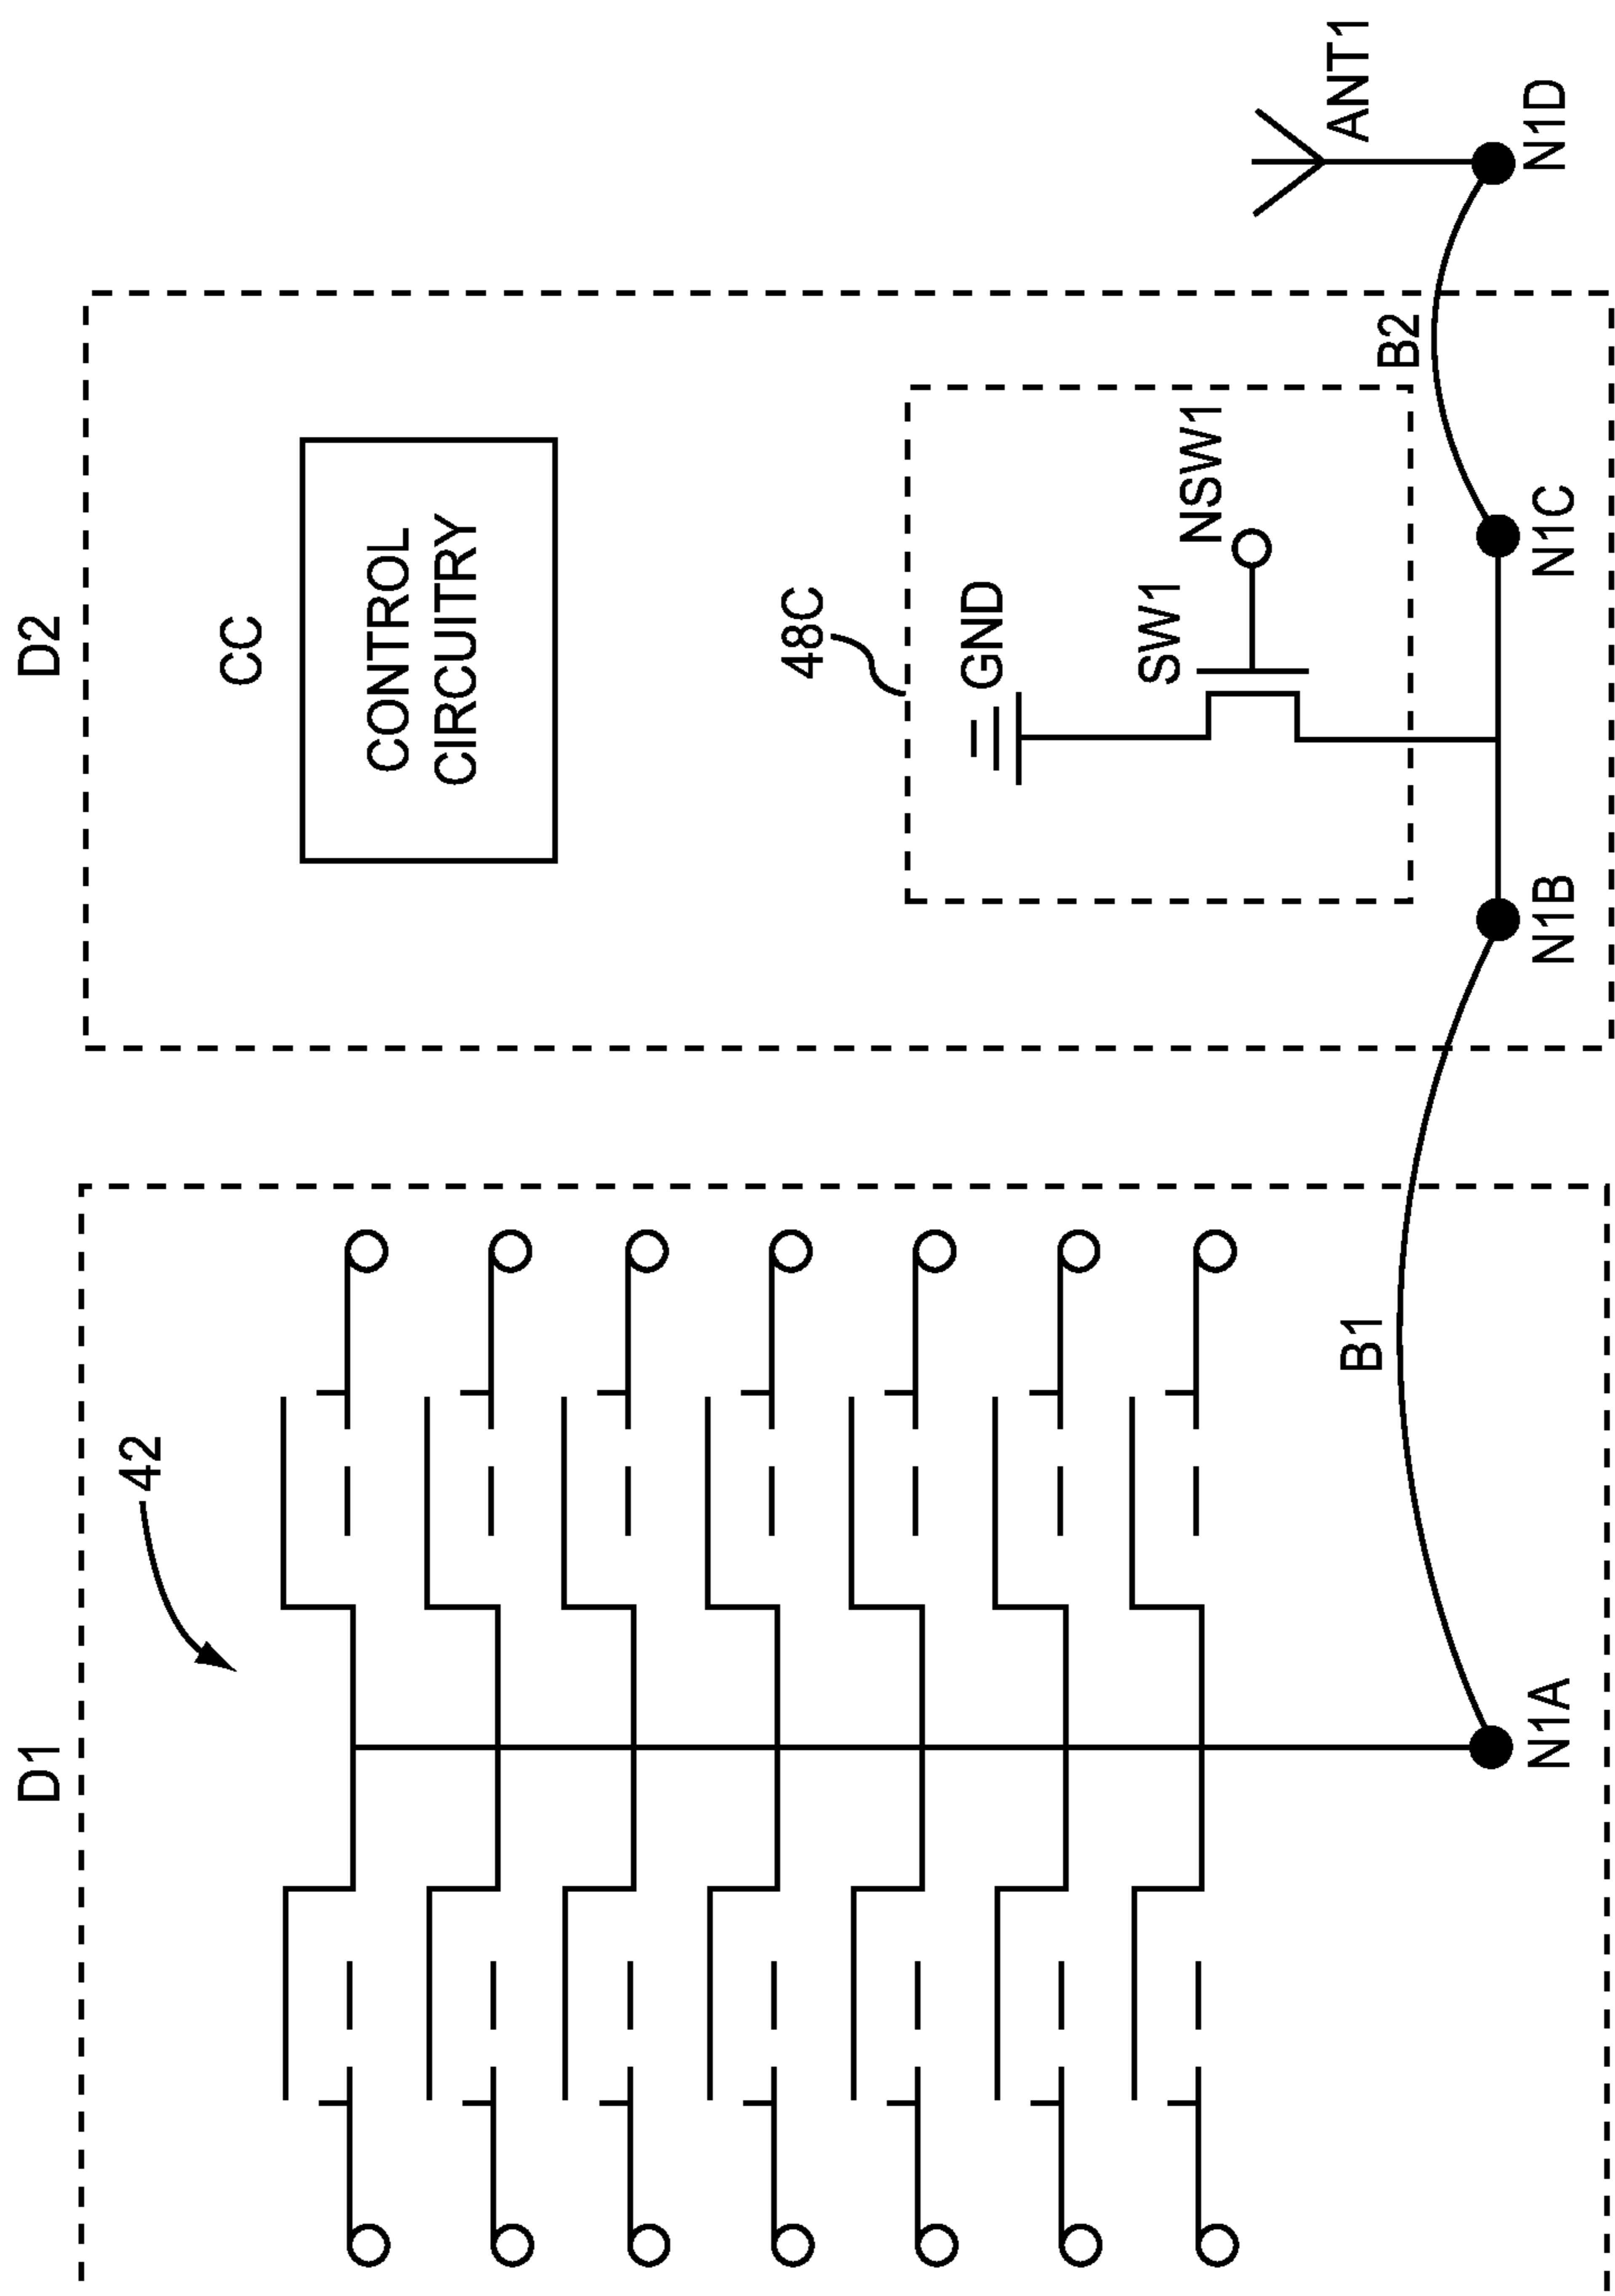 D1
D2
42
CC
CONTROL
CIRCUITRY
48C
GND
SW1
NSW1
B1
B2
ANT1
N1A
N1B
N1C
N1D